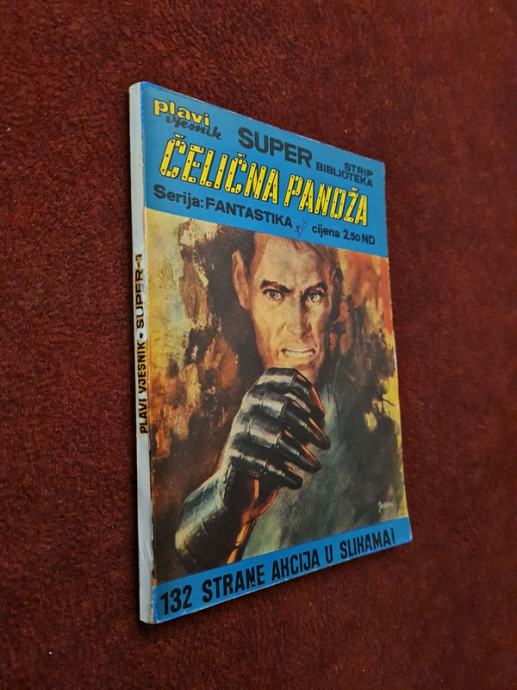 plavi
vjesnik
SUPER
STRIP
BIBLIOTEKA
ČELIČNA PANDŽA
Serija: FANTASTIKA
cijena 2,50 ND
132 STRANE AKCIJA U SLIKAMA!
PLAVI VJESNIK • SUPER-1